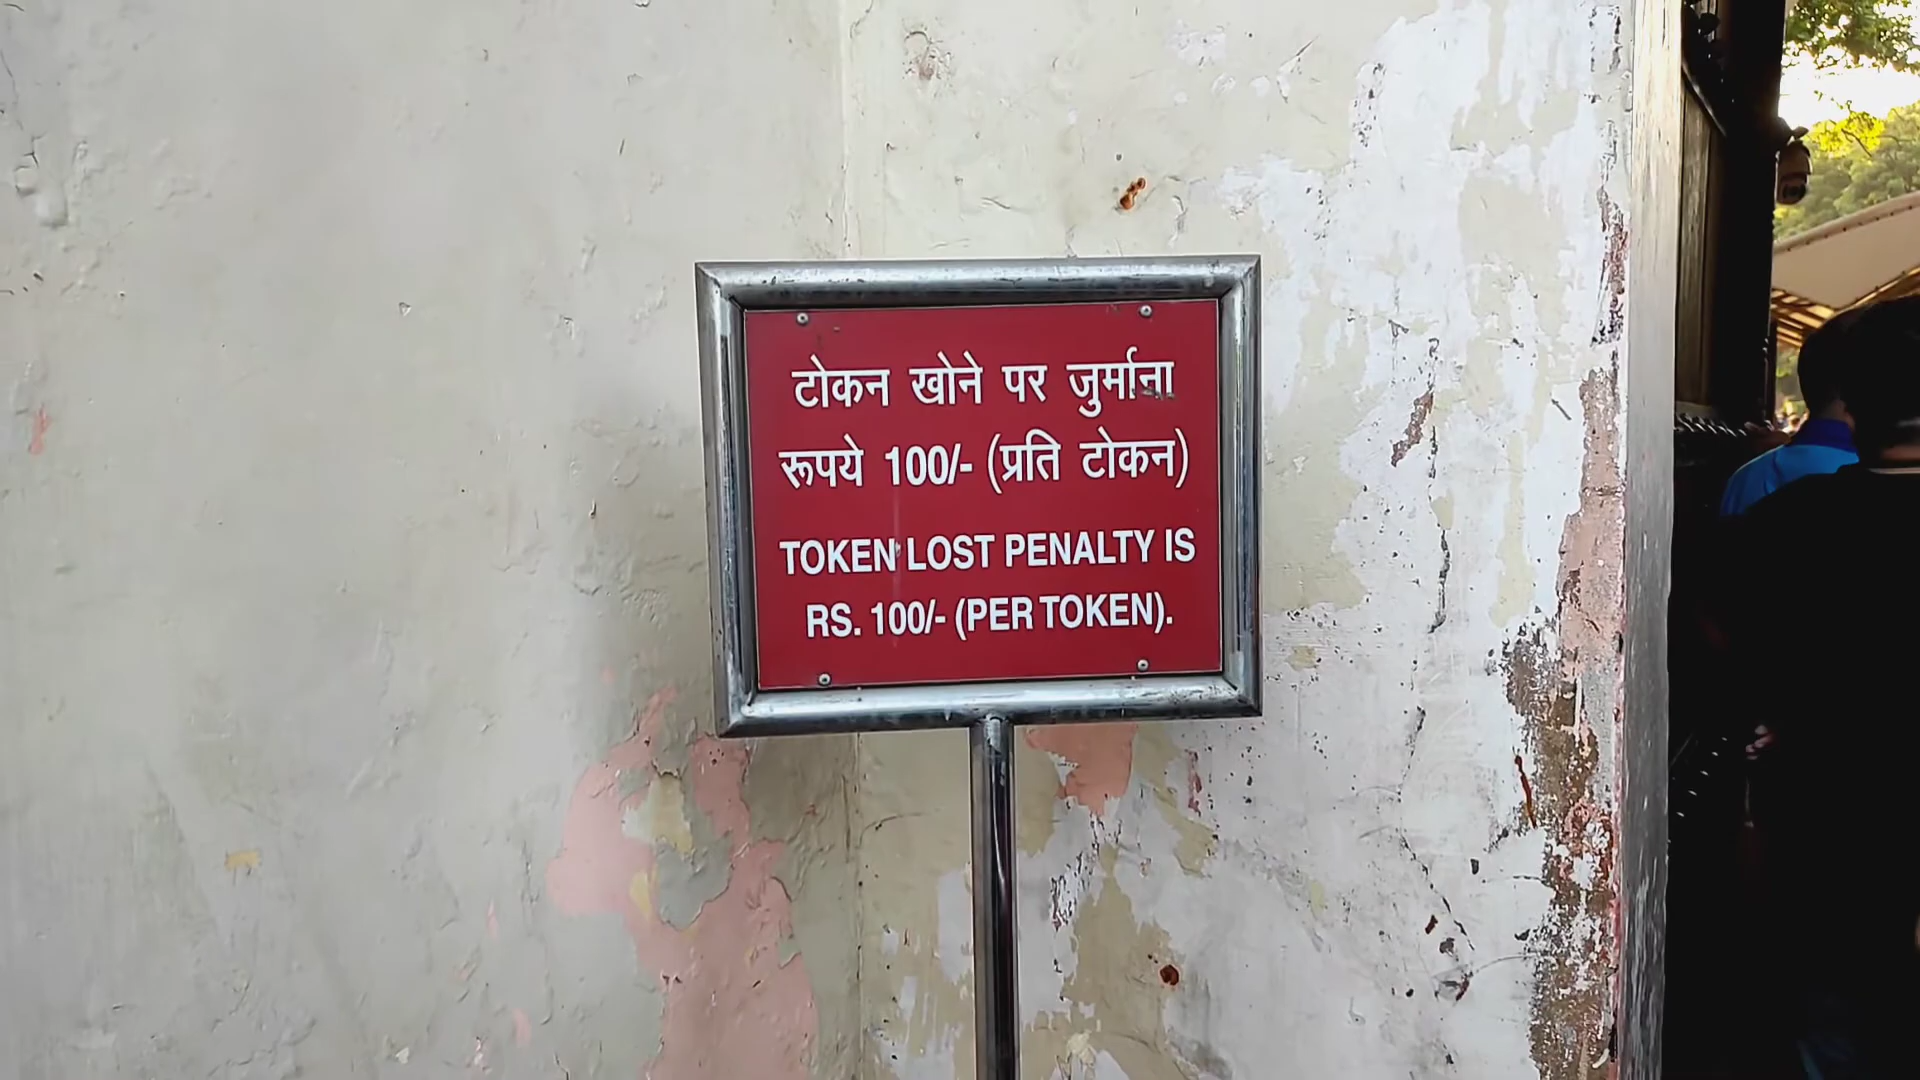 टोकन खोने पर जुर्माना
रूपये 100/- (प्रति टोकन)
TOKEN LOST PENALTY IS
RS. 100/- (PER TOKEN).